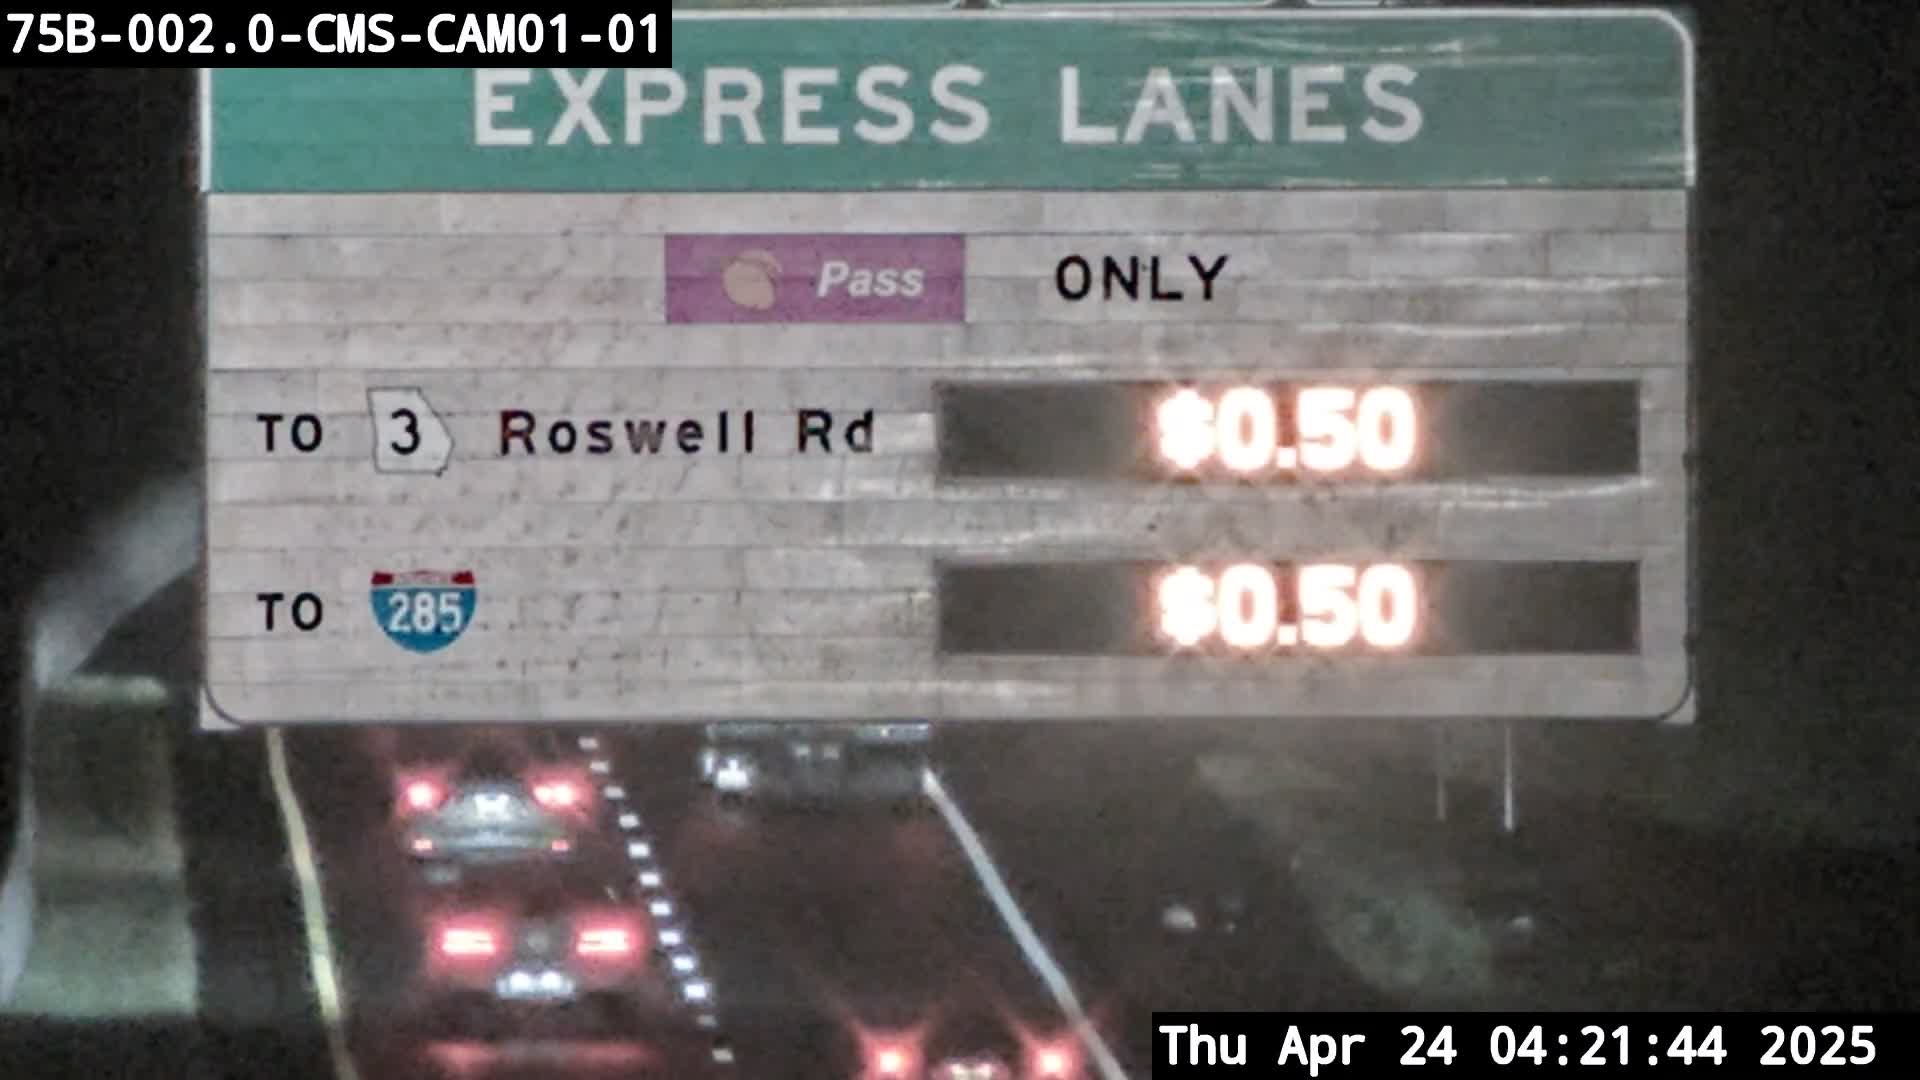 75B-002.0-CMS-CAM01-01
EXPRESS LANES
Pass ONLY
TO 3 Roswell Rd $0.50
TO 285 $0.50
Thu Apr 24 04:21:44 2025